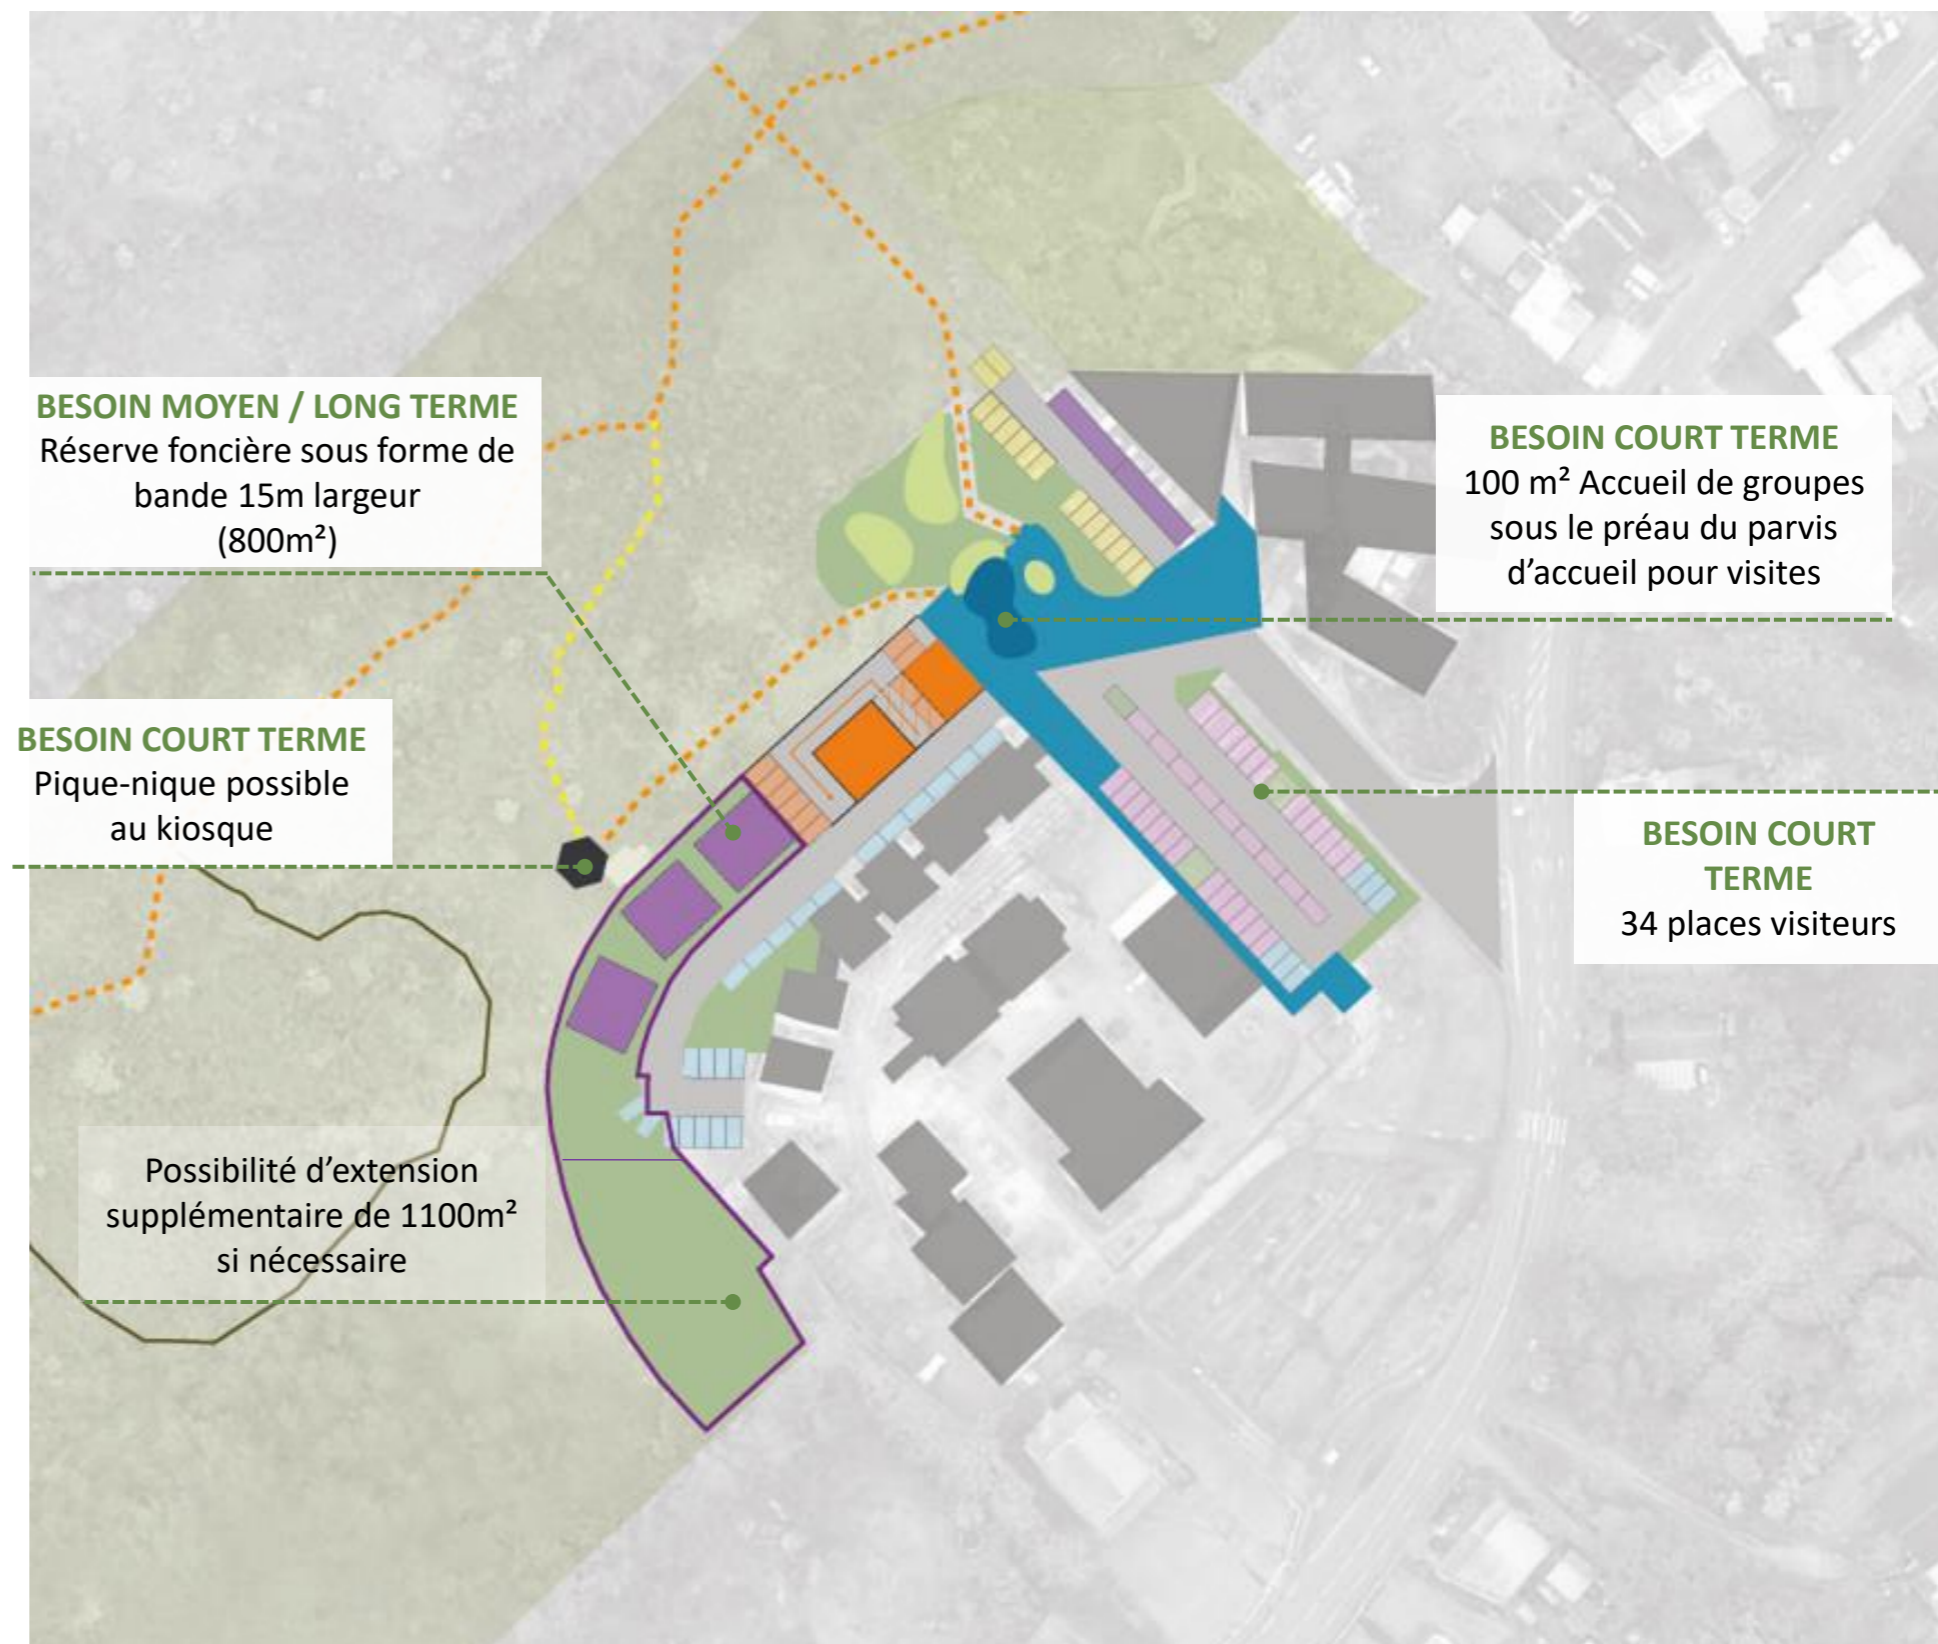 BESOIN MOYEN / LONG TERME
Réserve foncière sous forme de
bande 15m largeur
(800m²)
BESOIN COURT TERME
100 m² Accueil de groupes
sous le préau du parvis
d’accueil pour visites
BESOIN COURT TERME
Pique-nique possible
au kiosque
BESOIN COURT
TERME
34 places visiteurs
Possibilité d’extension
supplémentaire de 1100m²
si nécessaire